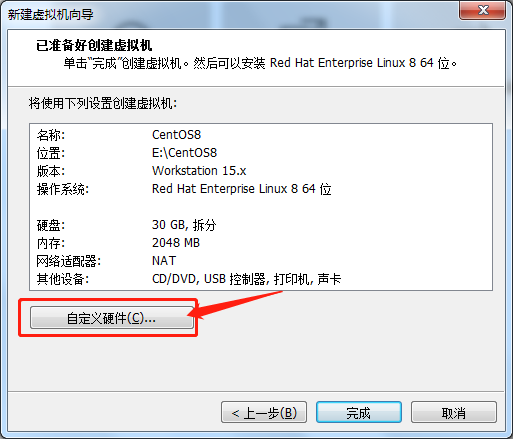 新建虚拟机向导
已准备好创建虚拟机
单击“完成”创建虚拟机。然后可以安装 Red Hat Enterprise Linux 8 64 位。
将使用下列设置创建虚拟机:
名称: CentOS8
位置: E:\CentOS8
版本: Workstation 15.x
操作系统: Red Hat Enterprise Linux 8 64 位
硬盘: 30 GB, 拆分
内存: 2048 MB
网络适配器: NAT
其他设备: CD/DVD, USB 控制器, 打印机, 声卡
自定义硬件(C)...
< 上一步(B)
完成
取消